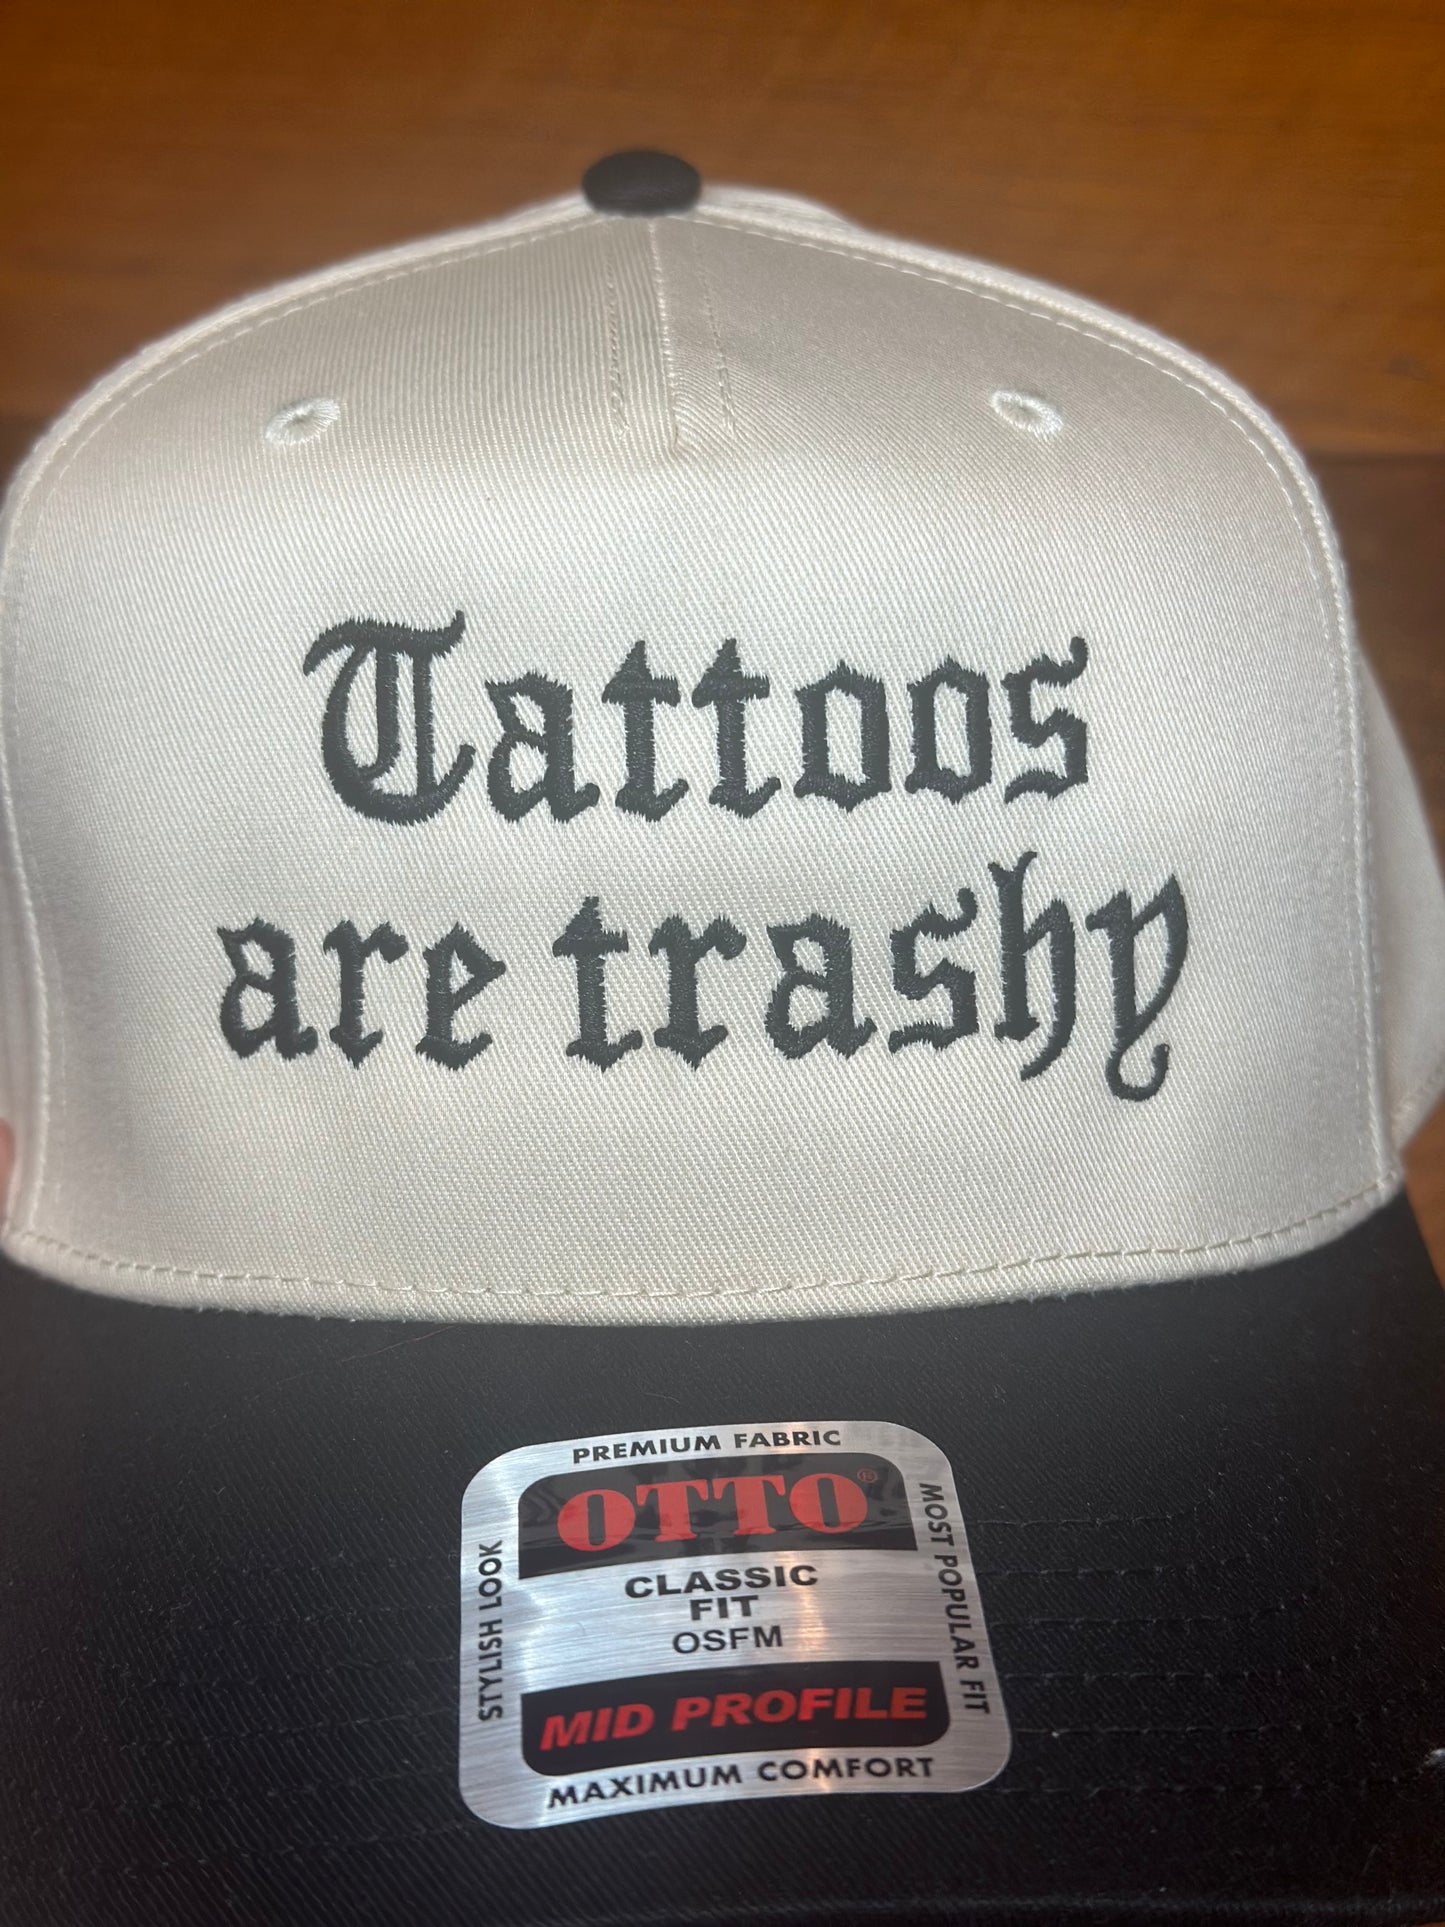 Tattoos
are trashy
PREMIUM FABRIC
OTTO®
CLASSIC
FIT
OSFM
MID PROFILE
MAXIMUM COMFORT
STYLISH LOOK
MOST POPULAR FIT